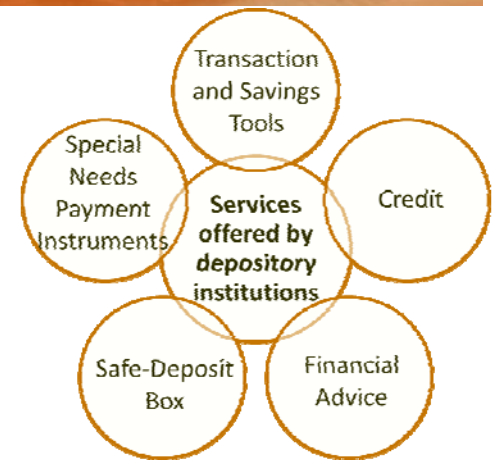 Transaction
and Savings
Tools
Special
Needs
Payment
Instruments
Services
offered by
depository
institutions
Credit
Safe-Deposit
Box
Financial
Advice